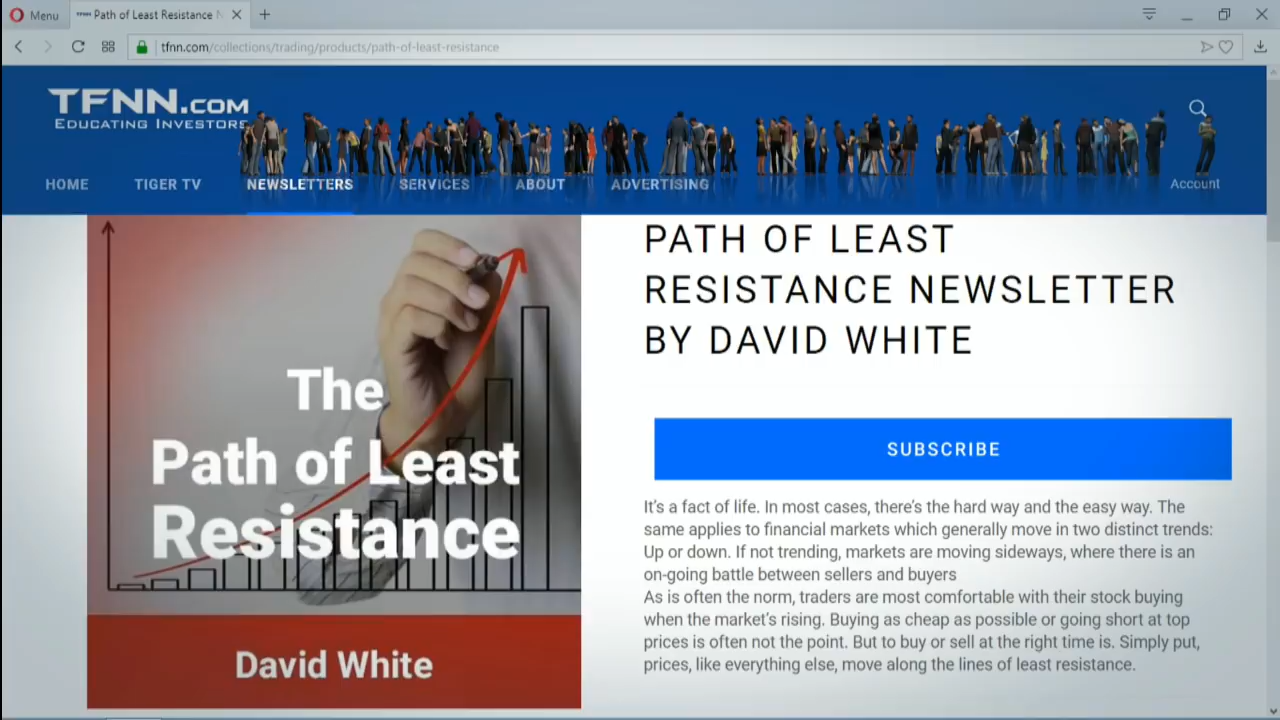 Menu
Path of Least Resistance N
tfnn.com/collections/trading/products/path-of-least-resistance
TFNN.COM
EDUCATING INVESTORS
HOME TIGER TV NEWSLETTERS SERVICES ABOUT ADVERTISING Account
The
Path of Least
Resistance
David White
PATH OF LEAST
RESISTANCE NEWSLETTER
BY DAVID WHITE
SUBSCRIBE
It's a fact of life. In most cases, there's the hard way and the easy way. The
same applies to financial markets which generally move in two distinct trends:
Up or down. If not trending, markets are moving sideways, where there is an
on-going battle between sellers and buyers
As is often the norm, traders are most comfortable with their stock buying
when the market's rising. Buying as cheap as possible or going short at top
prices is often not the point. But to buy or sell at the right time is. Simply put,
prices, like everything else, move along the lines of least resistance.